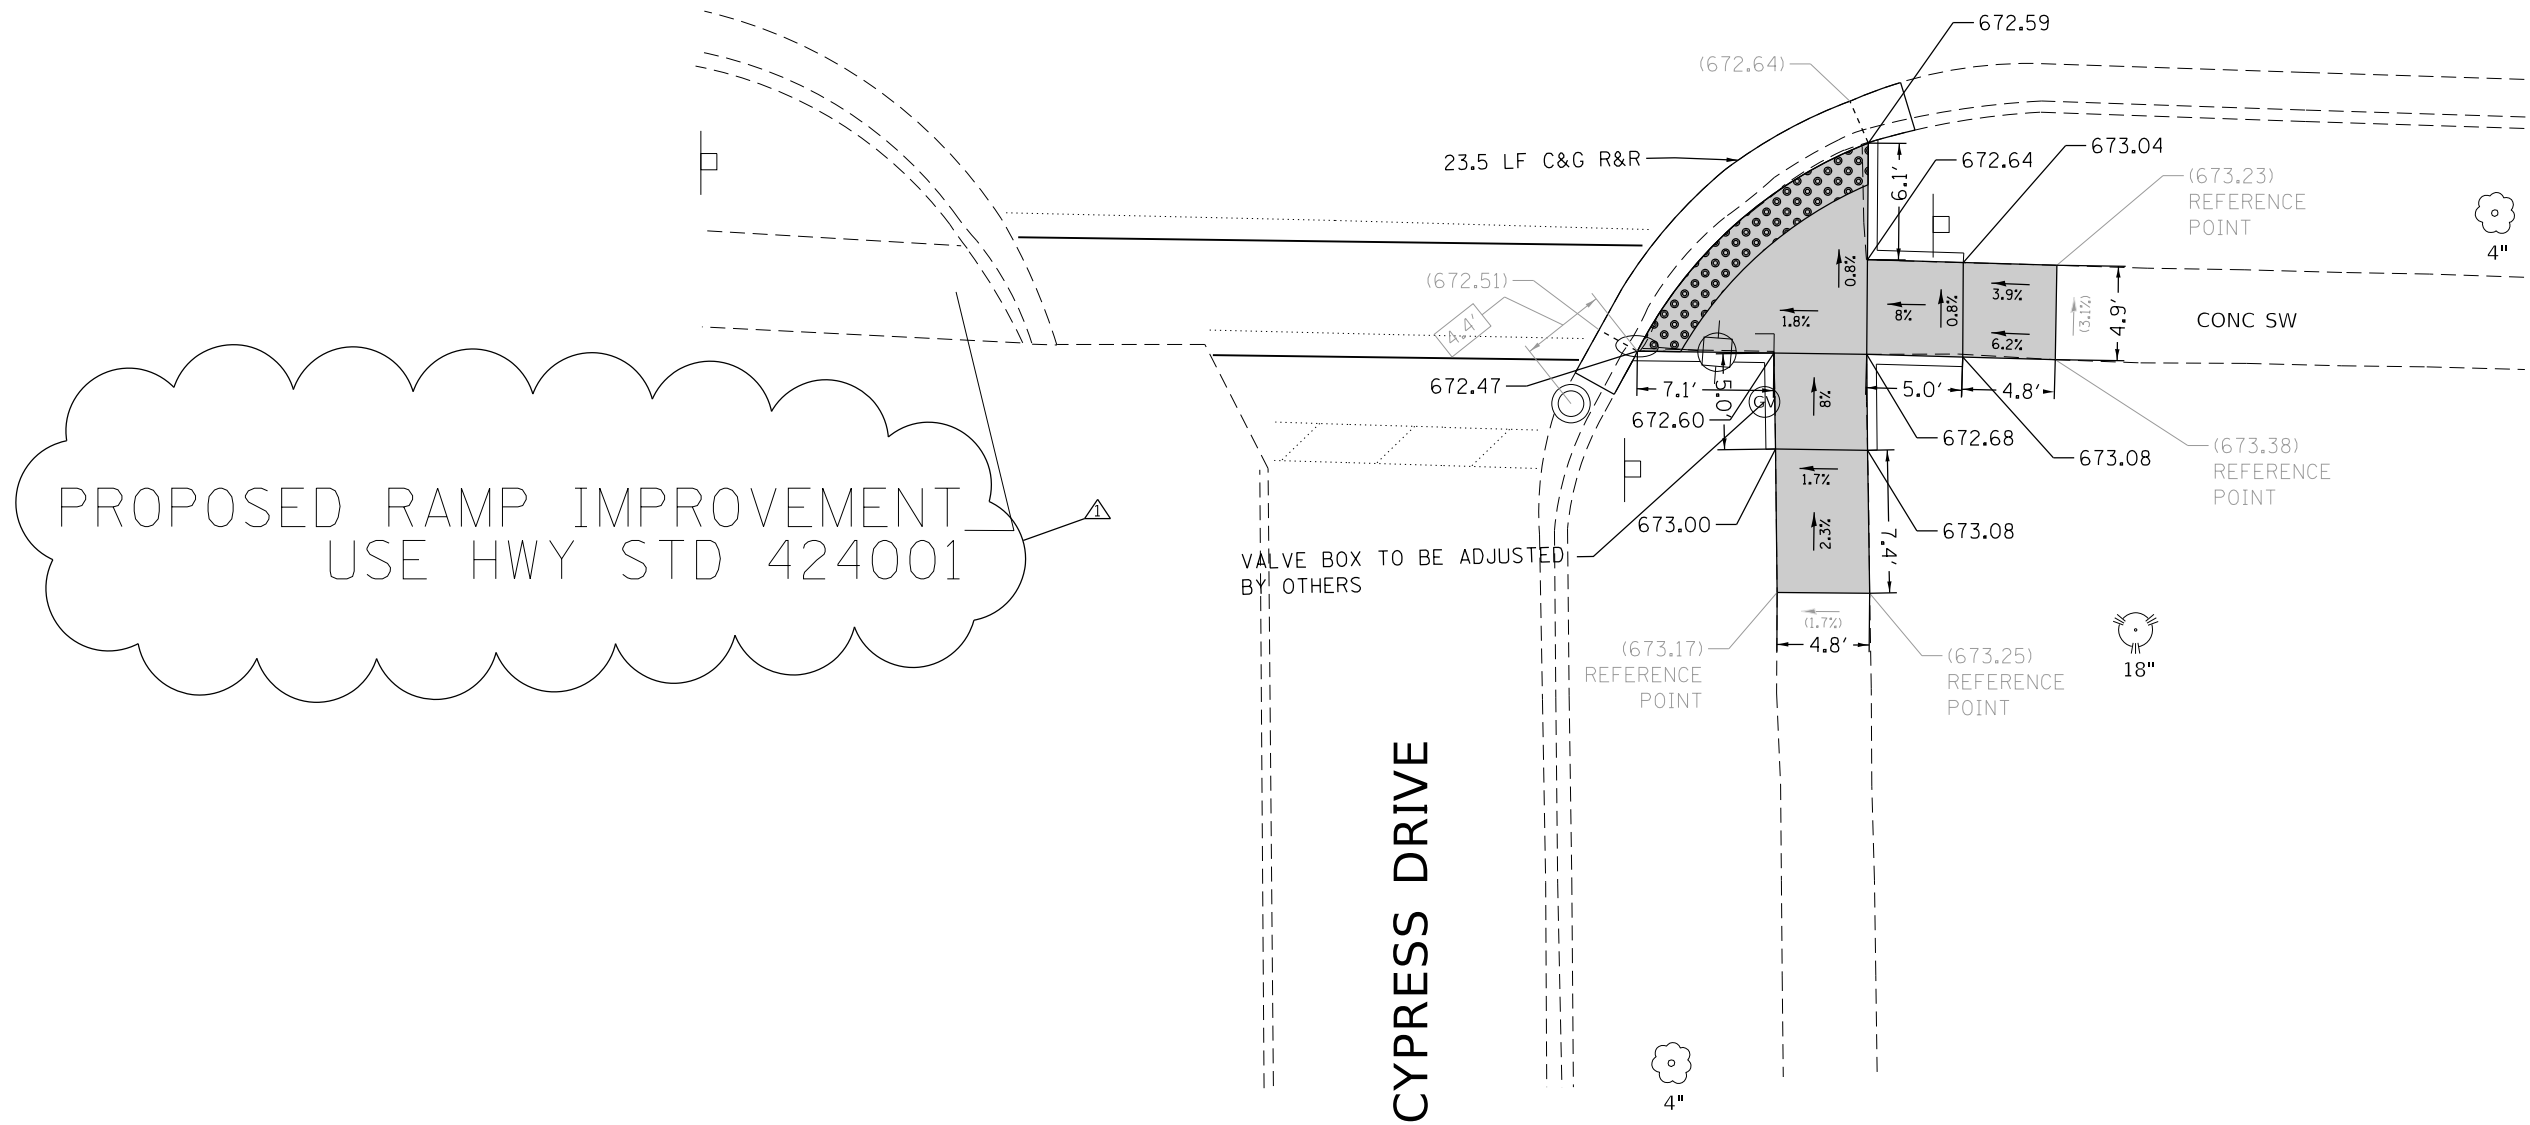 672.59
(672.64)
23.5 LF C&G R&R
6.1'
672.64
673.04
(673.23)
REFERENCE
POINT
4"
(672.51)
4.4'
0.8%
1.8%
8%
0.8%
3.9%
6.2%
(3.1%)
4.9'
CONC SW
672.47
7.1'
5.0'
GV
672.60
8%
5.0'
4.8'
672.68
673.08
(673.38)
REFERENCE
POINT
PROPOSED RAMP IMPROVEMENT
USE HWY STD 424001
1
1.7%
673.00
2.3%
7.4'
673.08
VALVE BOX TO BE ADJUSTED
BY OTHERS
(1.7%)
4.8'
(673.17)
REFERENCE
POINT
(673.25)
REFERENCE
POINT
18"
CYPRESS DRIVE
4"